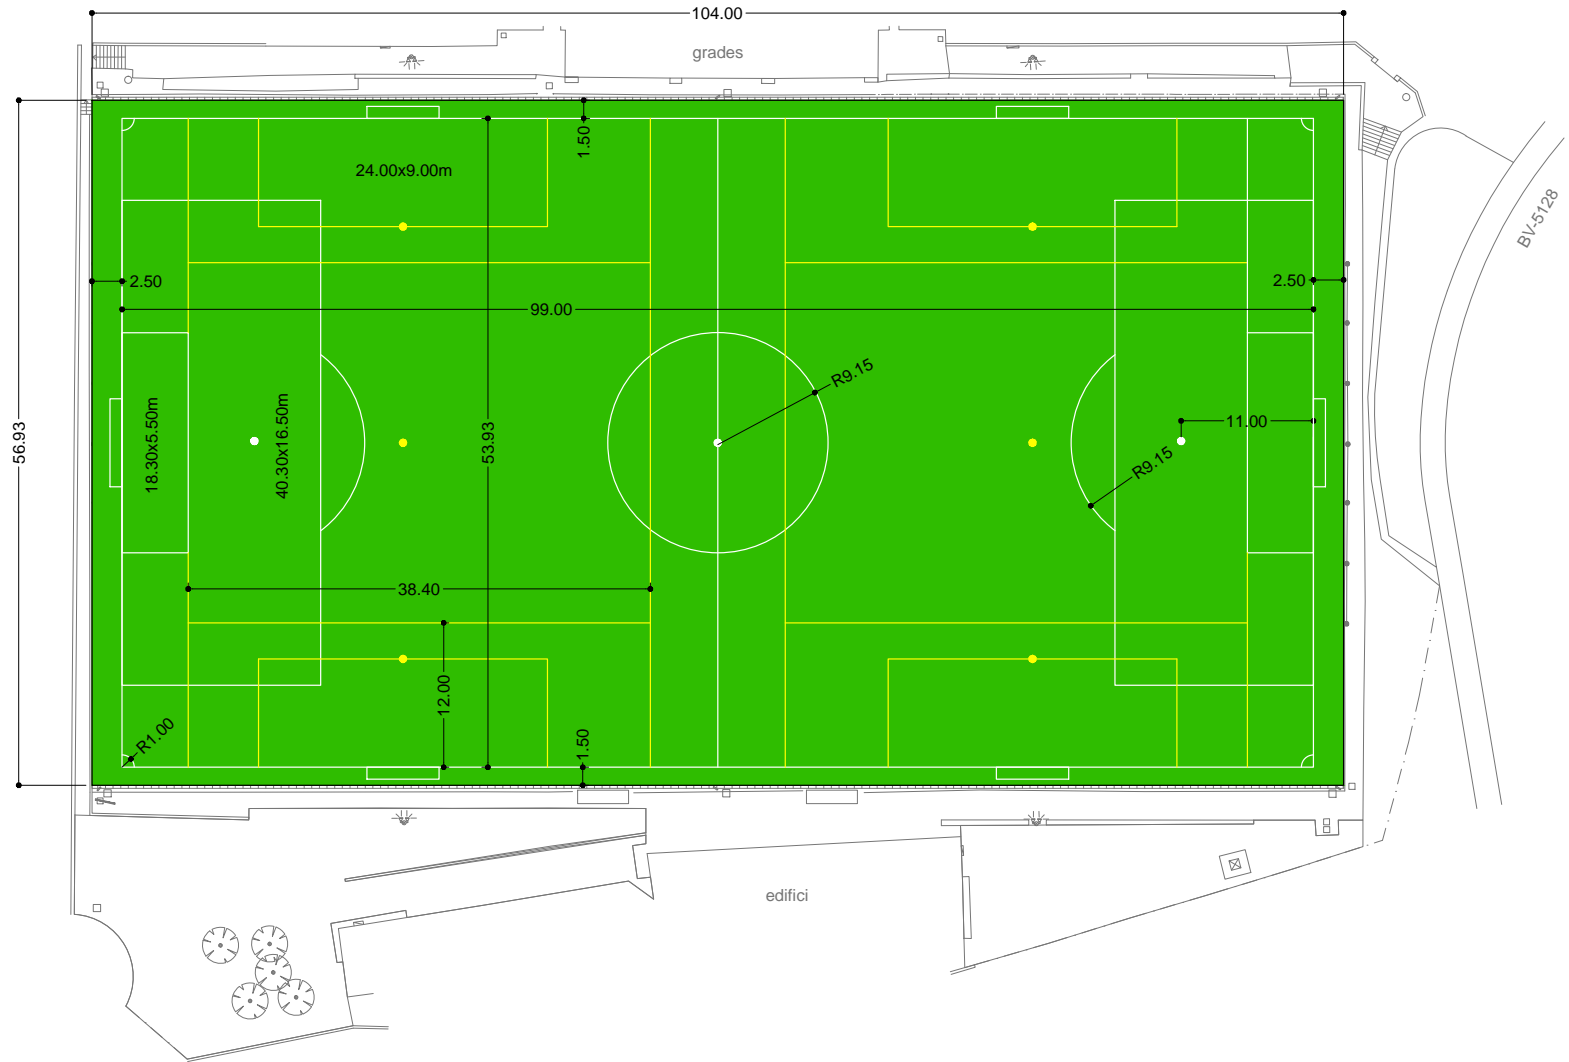 104.00
grades
1.50
24.00x9.00m
BV-5128
2.50
2.50
99.00
R9.15
56.93
18.30x5.50m
40.30x16.50m
53.93
11.00
R9.15
38.40
12.00
R1.00
1.50
edifici